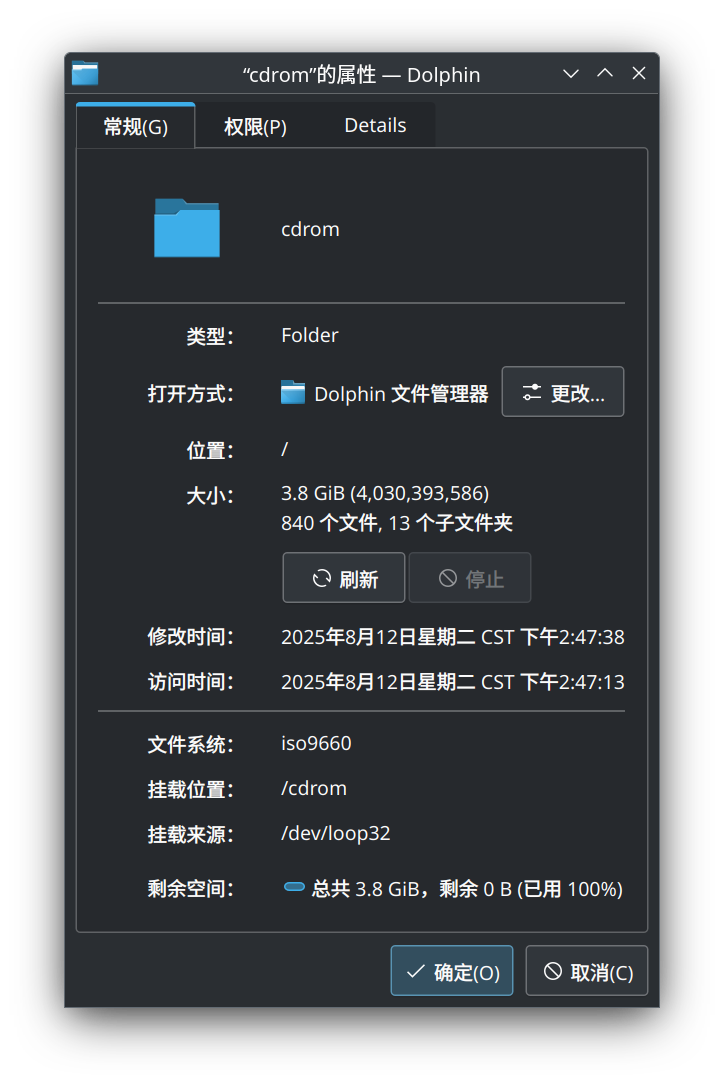 “cdrom”的属性 — Dolphin
常规(G) 权限(P) Details
cdrom
类型： Folder
打开方式： Dolphin 文件管理器 更改...
位置： /
大小： 3.8 GiB (4,030,393,586)
840 个文件, 13 个子文件夹
刷新 停止
修改时间： 2025年8月12日星期二 CST 下午2:47:38
访问时间： 2025年8月12日星期二 CST 下午2:47:13
文件系统： iso9660
挂载位置： /cdrom
挂载来源： /dev/loop32
剩余空间： 总共 3.8 GiB，剩余 0 B (已用 100%)
确定(O) 取消(C)